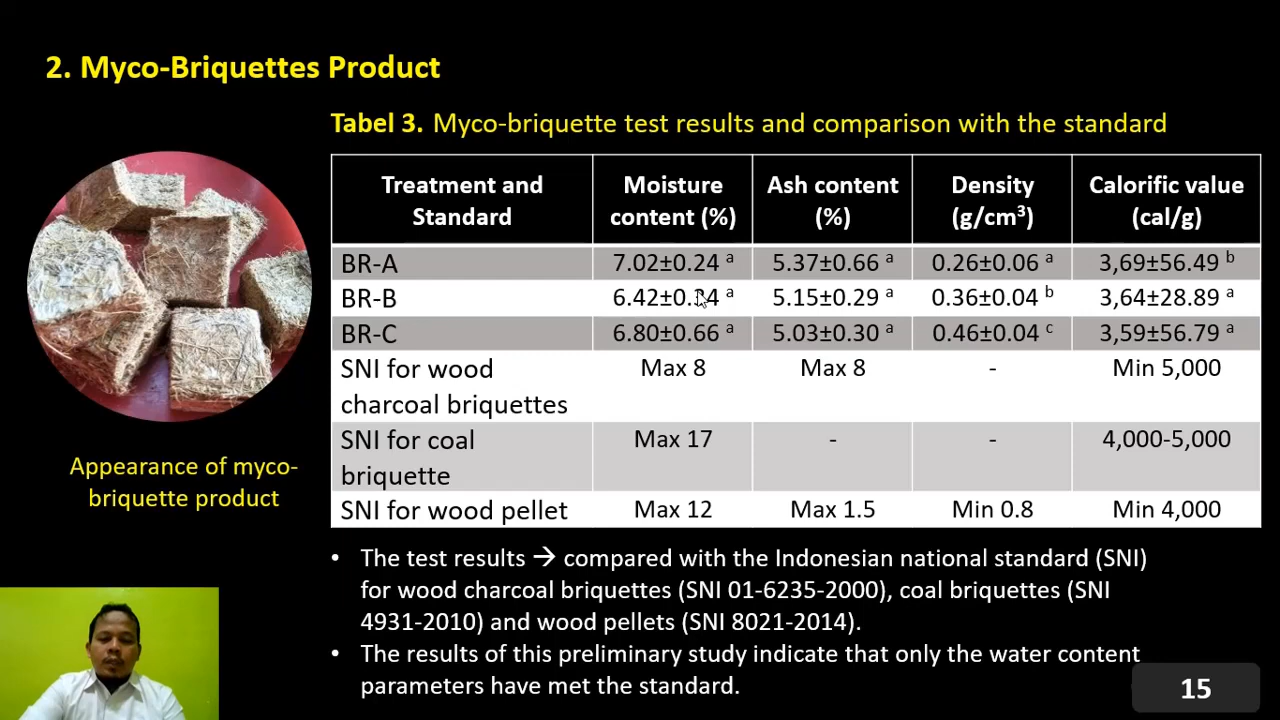 2. Myco-Briquettes Product
Tabel 3. Myco-briquette test results and comparison with the standard
Treatment and Standard Moisture content (%) Ash content (%) Density (g/cm³) Calorific value (cal/g)
BR-A 7.02±0.24 ᵃ 5.37±0.66 ᵃ 0.26±0.06 ᵃ 3,69±56.49 ᵇ
BR-B 5.15±0.29 ᵃ 0.36±0.04 ᵇ 3,64±28.89 ᵃ
BR-C 6.80±0.66 ᵃ 5.03±0.30 ᵃ 0.46±0.04 ᶜ 3,59±56.79 ᵃ
SNI for wood charcoal briquettes Max 8 Max 8 - Min 5,000
SNI for coal briquette Max 17 - - 4,000-5,000
SNI for wood pellet Max 12 Max 1.5 Min 0.8 Min 4,000
Appearance of myco-
briquette product
• The test results → compared with the Indonesian national standard (SNI)
for wood charcoal briquettes (SNI 01-6235-2000), coal briquettes (SNI
4931-2010) and wood pellets (SNI 8021-2014).
• The results of this preliminary study indicate that only the water content
parameters have met the standard.
15